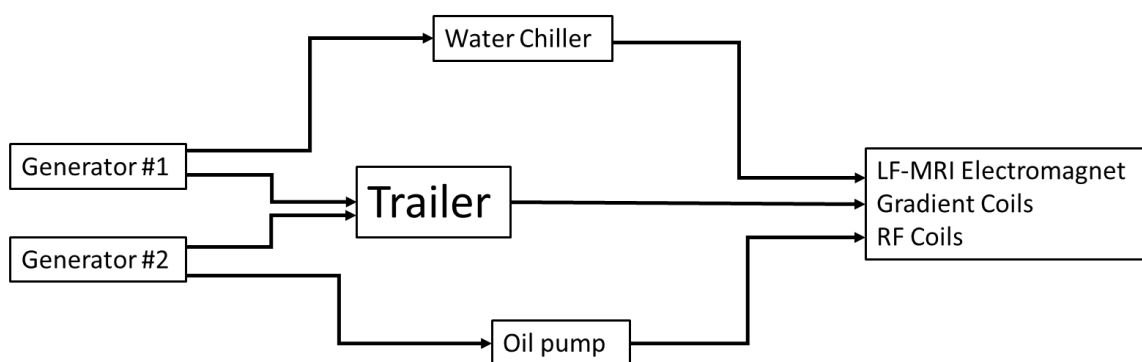 Water Chiller
Generator #1
Trailer
LF-MRI Electromagnet
Gradient Coils
RF Coils
Generator #2
Oil pump